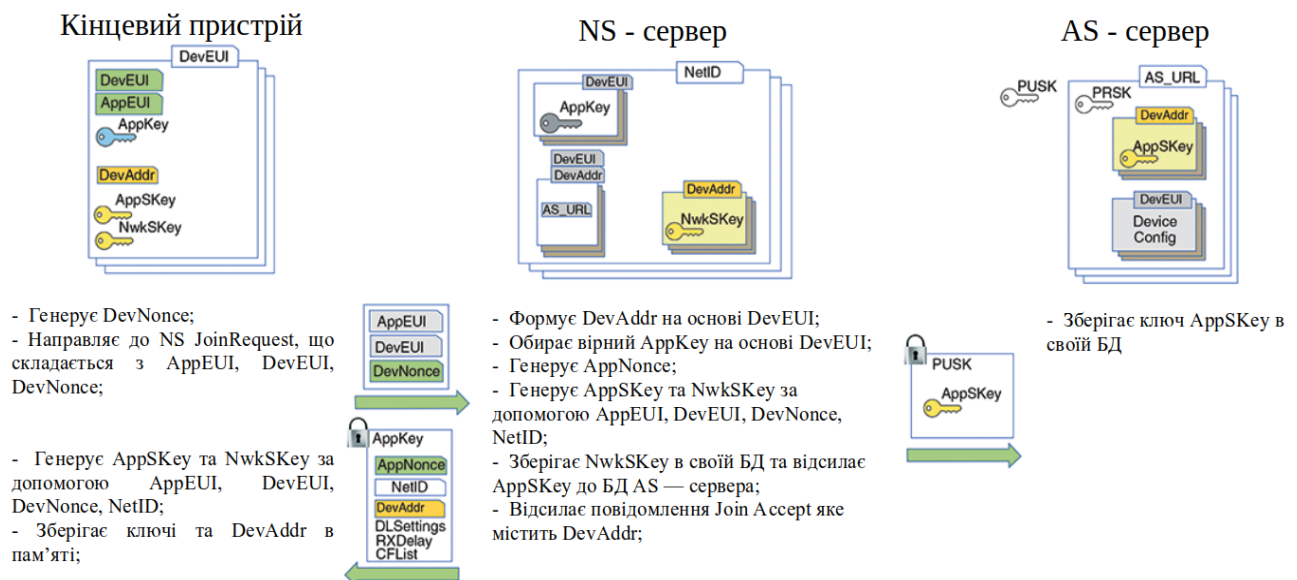 Кінцевий пристрій
NS - сервер
AS - сервер
DevEUI
DevEUI
AppEUI
AppKey
DevAddr
AppSKey
NwkSKey
NetID
DevEUI
AppKey
DevEUI
DevAddr
AS_URL
DevAddr
NwkSKey
PUSK
AS_URL
PRSK
DevAddr
AppSKey
DevEUI
Device
Config
- Генерує DevNonce;
- Направляє до NS JoinRequest, що
складається з AppEUI, DevEUI,
DevNonce;
- Генерує AppSKey та NwkSKey за
допомогою AppEUI, DevEUI,
DevNonce, NetID;
- Зберігає ключі та DevAddr в
пам’яті;
AppEUI
DevEUI
DevNonce
AppKey
AppNonce
NetID
DevAddr
DLSettings
RXDelay
CFList
- Формує DevAddr на основі DevEUI;
- Обирає вірний AppKey на основі DevEUI;
- Генерує AppNonce;
- Генерує AppSKey та NwkSKey за
допомогою AppEUI, DevEUI, DevNonce,
NetID;
- Зберігає NwkSKey в своїй БД та відсилає
AppSKey до БД AS — сервера;
- Відсилає повідомлення Join Accept яке
містить DevAddr;
PUSK
AppSKey
- Зберігає ключ AppSKey в
своїй БД